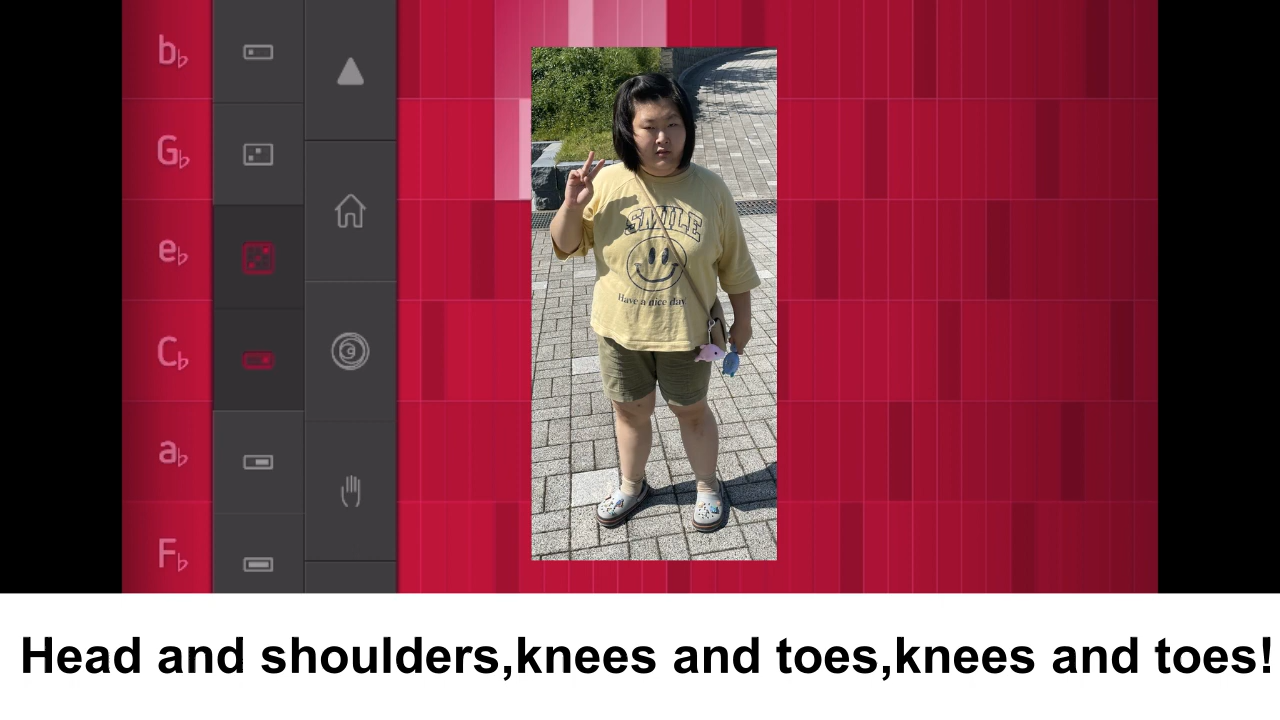 b♭
G♭
e♭
C♭
a♭
F♭
SMILE
Have a nice day
Head and shoulders,knees and toes,knees and toes!